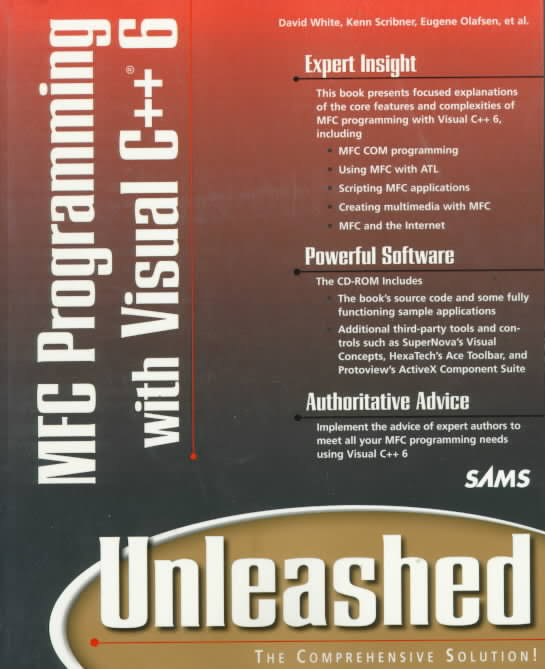 David White, Kenn Scribner, Eugene Olafsen, et al.
MFC Programming
with Visual C++® 6
Expert Insight
This book presents focused explanations
of the core features and complexities of
MFC programming with Visual C++ 6,
including
MFC COM programming
Using MFC with ATL
Scripting MFC applications
Creating multimedia with MFC
MFC and the Internet
Powerful Software
The CD-ROM Includes
The book's source code and some fully
functioning sample applications
Additional third-party tools and con-
trols such as SuperNova's Visual
Concepts, HexaTech's Ace Toolbar, and
Protoview's ActiveX Component Suite
Authoritative Advice
Implement the advice of expert authors to
meet all your MFC programming needs
using Visual C++ 6
SAMS
Unleashed
THE COMPREHENSIVE SOLUTION!